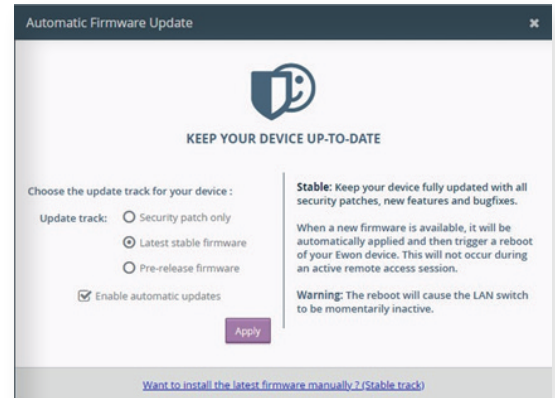 Automatic Firmware Update
KEEP YOUR DEVICE UP-TO-DATE
Choose the update track for your device :
Update track:
Security patch only
Latest stable firmware
Pre-release firmware
Enable automatic updates
Apply
Stable: Keep your device fully updated with all
security patches, new features and bugfixes.
When a new firmware is available, it will be
automatically applied and then trigger a reboot
of your Ewon device. This will not occur during
an active remote access session.
Warning: The reboot will cause the LAN switch
to be momentarily inactive.
Want to install the latest firmware manually ? (Stable track)